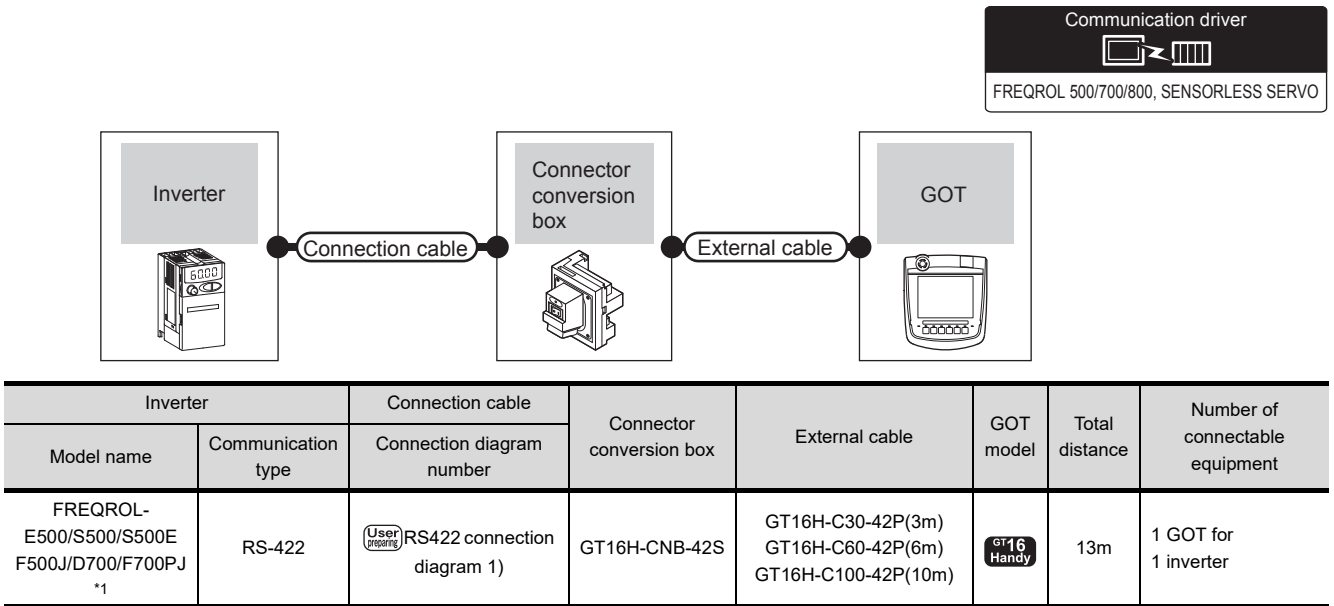 Communication driver
FREQROL 500/700/800, SENSORLESS SERVO
Inverter
Connector
conversion
box
GOT
Connection cable
External cable
60.00
Inverter
Connection cable
Connector
conversion box
External cable
GOT
model
Total
distance
Number of
connectable
equipment
Model name
Communication
type
Connection diagram
number
FREQROL-
E500/S500/S500E
F500J/D700/F700PJ
*1
RS-422
User
preparing
RS422 connection
diagram 1)
GT16H-CNB-42S
GT16H-C30-42P(3m)
GT16H-C60-42P(6m)
GT16H-C100-42P(10m)
GT16
Handy
13m
1 GOT for
1 inverter